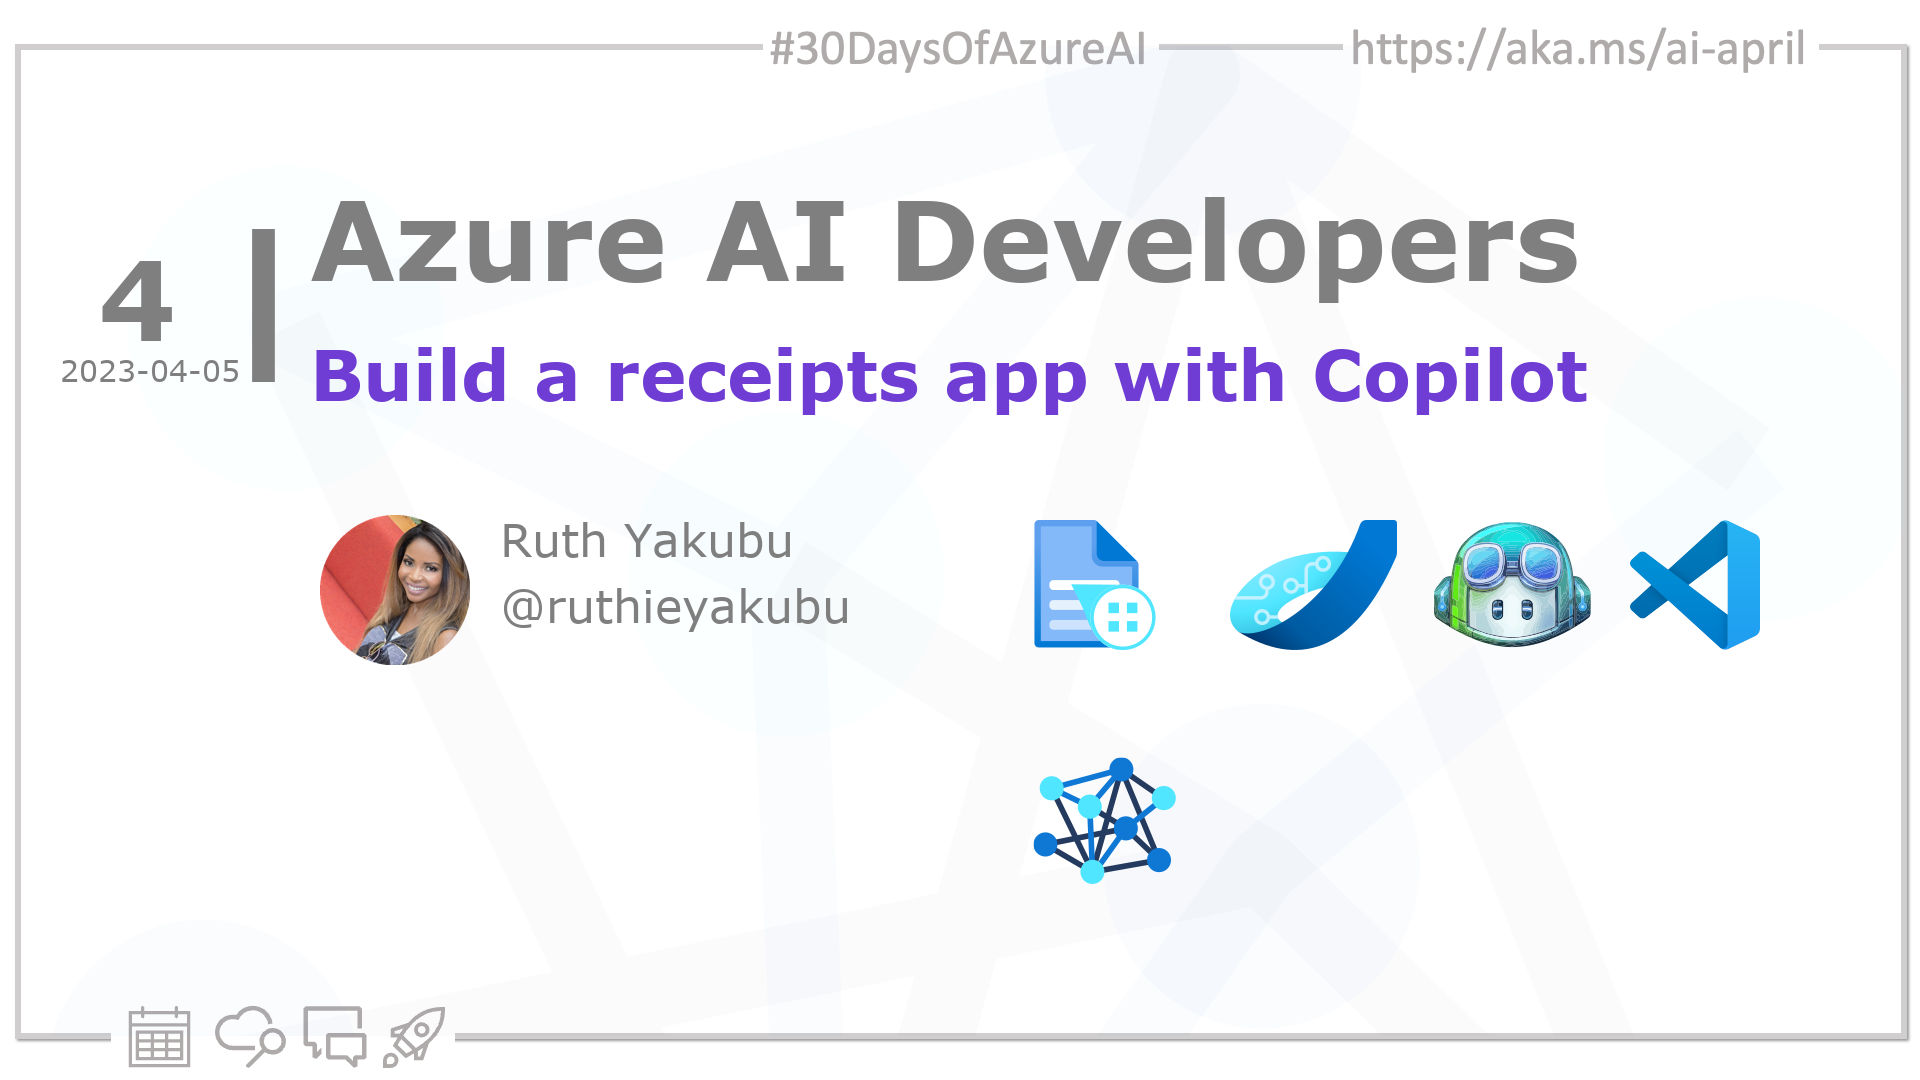 #30DaysOfAzureAI
https://aka.ms/ai-april
4
2023-04-05
Azure AI Developers
Build a receipts app with Copilot
Ruth Yakubu
@ruthieyakubu